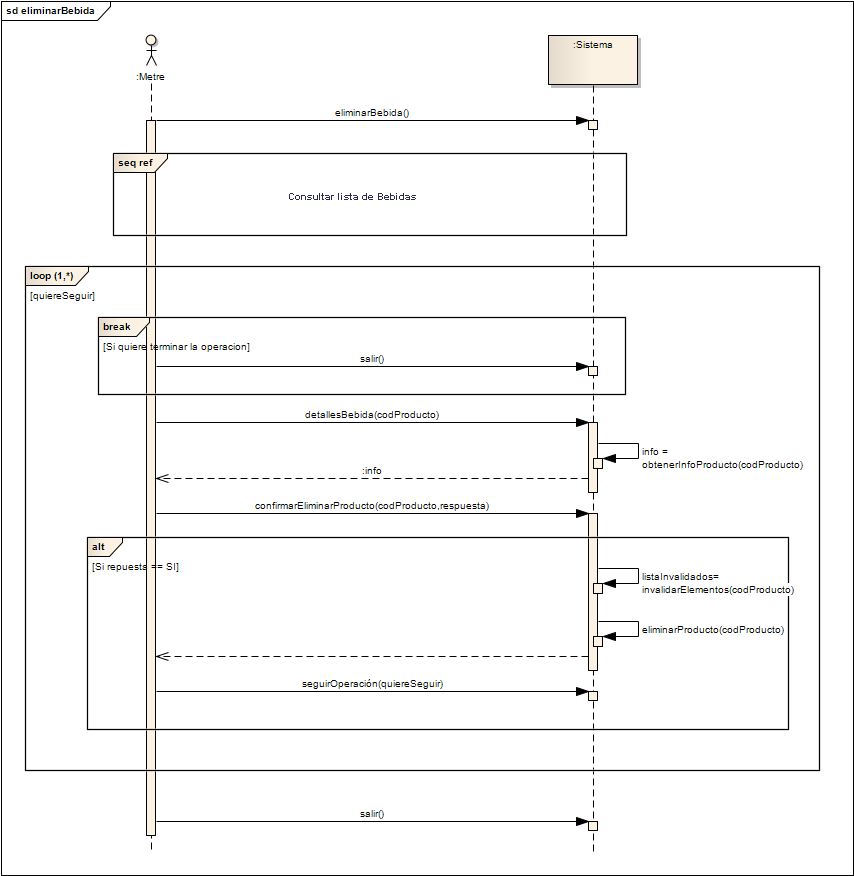 sd eliminarBebida
:Metre
:Sistema
eliminarBebida()
seq ref
Consultar lista de Bebidas
loop (1,*)
[quiereSeguir]
break
[Si quiere terminar la operacion]
salir()
detallesBebida(codProducto)
info =
obtenerInfoProducto(codProducto)
:info
confirmarEliminarProducto(codProducto,respuesta)
alt
[Si repuesta == SI]
listaInvalidados=
invalidarElementos(codProducto)
eliminarProducto(codProducto)
seguirOperación(quiereSeguir)
salir()